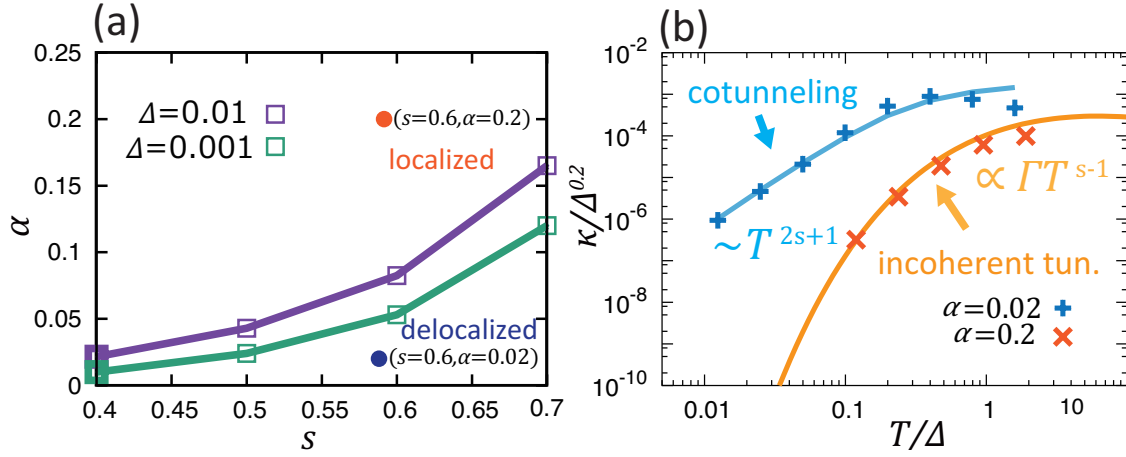 (a)
0.25
0.2
0.15
0.1
0.05
0
α
Δ=0.01
Δ=0.001
(s=0.6,α=0.2)
localized
delocalized
(s=0.6,α=0.02)
0.4 0.45 0.5 0.55 0.6 0.65 0.7
s
(b)
10⁻²
10⁻⁴
10⁻⁶
10⁻⁸
10⁻¹⁰
κ/Δ⁰·²
cotunneling
∝ ΓT ˢ⁻¹
~T ²ˢ⁺¹
incoherent tun.
α=0.02
α=0.2
0.01 0.1 1 10
T/Δ